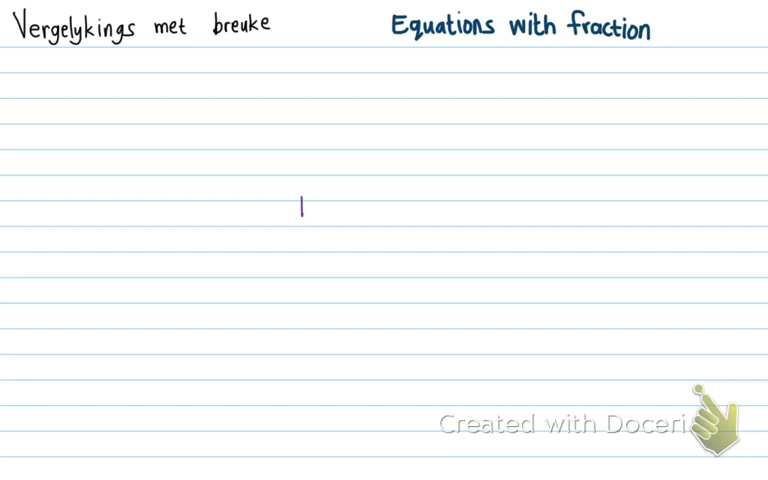 Vergelykings met breuke Equations with fraction
Created with Doceri